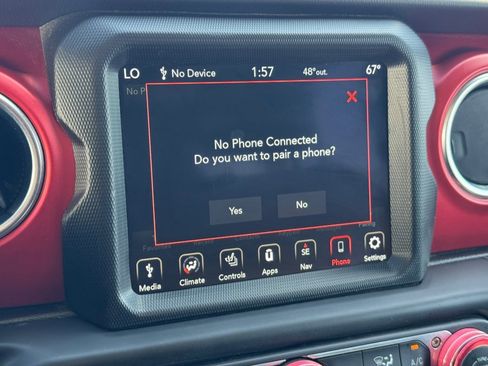 LO No Device 1:57 48°out. 67°
No P
No Phone Connected
Do you want to pair a phone?
Yes No
SE
Media Climate Controls Apps Nav Phone Settings
A/C